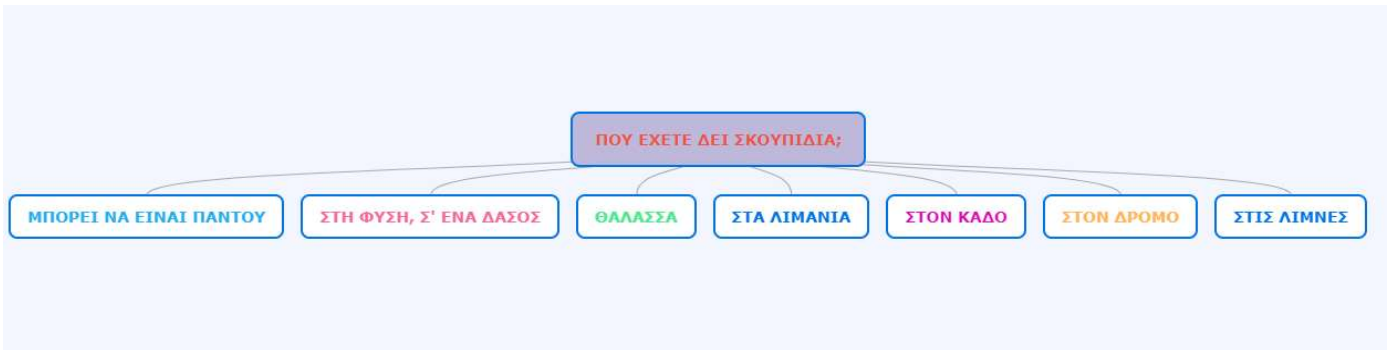 ΠΟΥ ΕΧΕΤΕ ΔΕΙ ΣΚΟΥΠΙΔΙΑ;
ΜΠΟΡΕΙ ΝΑ ΕΙΝΑΙ ΠΑΝΤΟΥ
ΣΤΗ ΦΥΣΗ, Σ' ΕΝΑ ΔΑΣΟΣ
ΘΑΛΑΣΣΑ
ΣΤΑ ΛΙΜΑΝΙΑ
ΣΤΟΝ ΚΑΔΟ
ΣΤΟΝ ΔΡΟΜΟ
ΣΤΙΣ ΛΙΜΝΕΣ